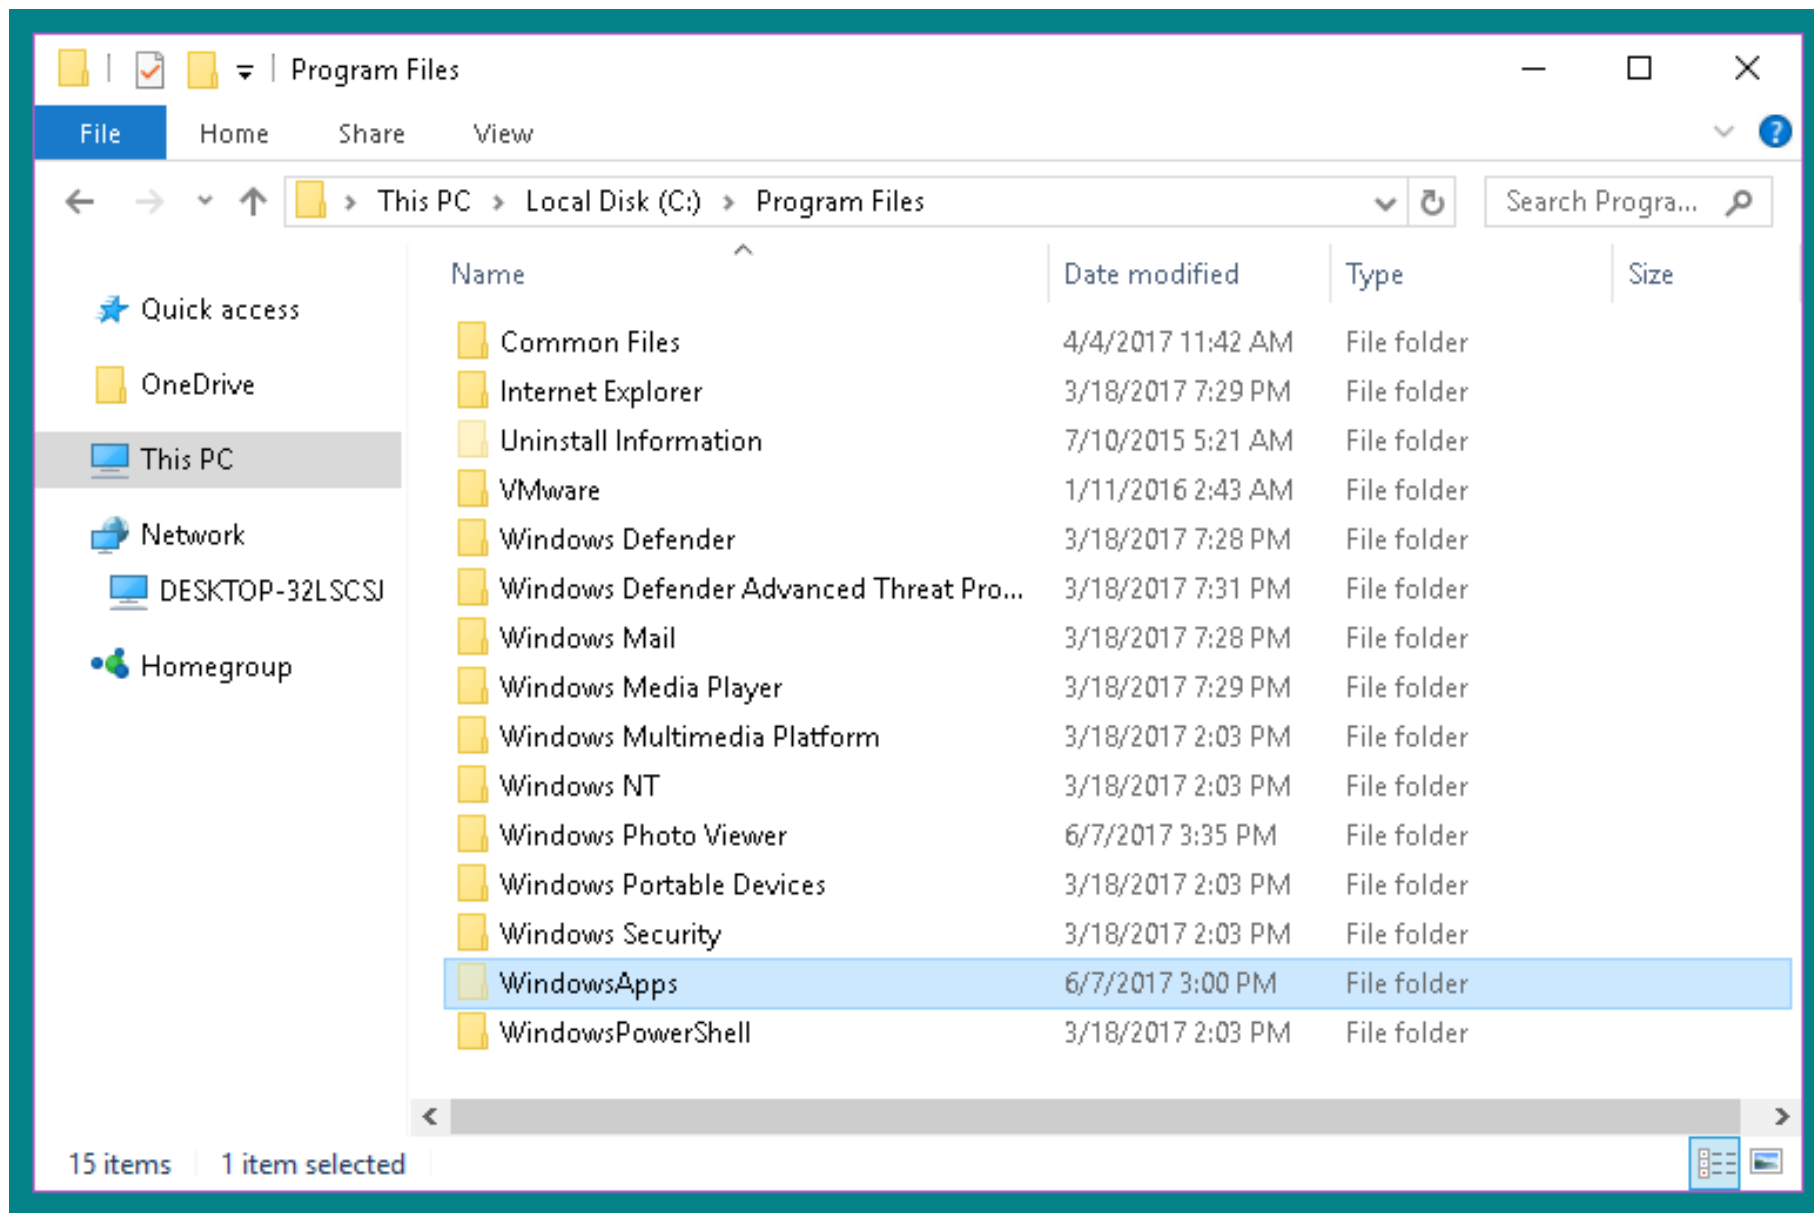 Program Files
File Home Share View
This PC Local Disk (C:) Program Files Search Progra...
Name Date modified Type Size
Quick access
OneDrive
This PC
Network
DESKTOP-32LSCSJ
Homegroup
Common Files 4/4/2017 11:42 AM File folder
Internet Explorer 3/18/2017 7:29 PM File folder
Uninstall Information 7/10/2015 5:21 AM File folder
VMware 1/11/2016 2:43 AM File folder
Windows Defender 3/18/2017 7:28 PM File folder
Windows Defender Advanced Threat Pro... 3/18/2017 7:31 PM File folder
Windows Mail 3/18/2017 7:28 PM File folder
Windows Media Player 3/18/2017 7:29 PM File folder
Windows Multimedia Platform 3/18/2017 2:03 PM File folder
Windows NT 3/18/2017 2:03 PM File folder
Windows Photo Viewer 6/7/2017 3:35 PM File folder
Windows Portable Devices 3/18/2017 2:03 PM File folder
Windows Security 3/18/2017 2:03 PM File folder
WindowsApps 6/7/2017 3:00 PM File folder
WindowsPowerShell 3/18/2017 2:03 PM File folder
15 items 1 item selected